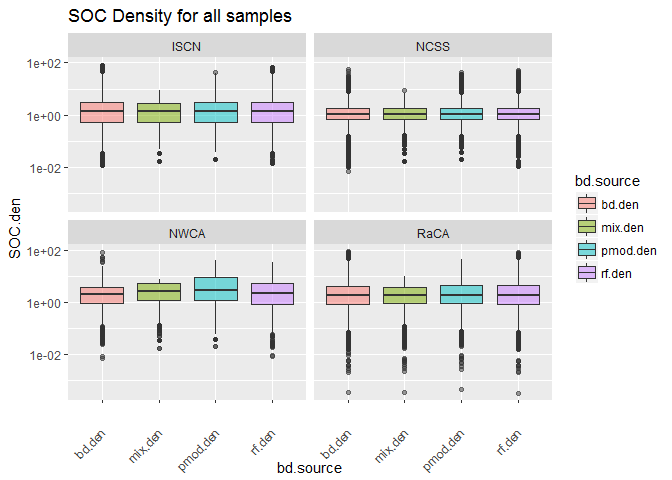 SOC Density for all samples
ISCN
NCSS
1e+02
1e+00
1e-02
NWCA
RaCA
1e+02
1e+00
1e-02
SOC.den
bd.den
mix.den
pmod.den
rf.den
bd.den
mix.den
pmod.den
rf.den
bd.source
bd.source
bd.den
mix.den
pmod.den
rf.den